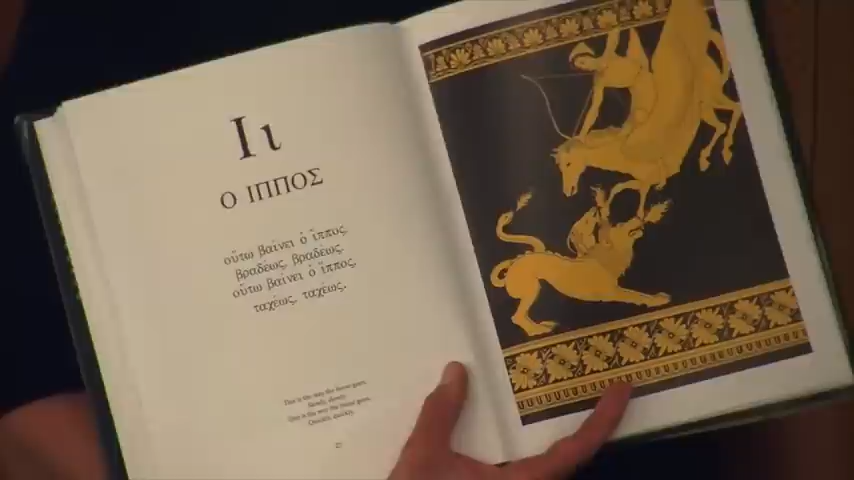 Ιι
Ο ΙΠΠΟΣ
οὕτω βαίνει ὁ ἵππος,
βραδέως, βραδέως.
οὕτω βαίνει ὁ ἵππος,
ταχέως, ταχέως.
This is the way the horse goes,
Slowly, slowly.
This is the way the horse goes,
Quickly, quickly.